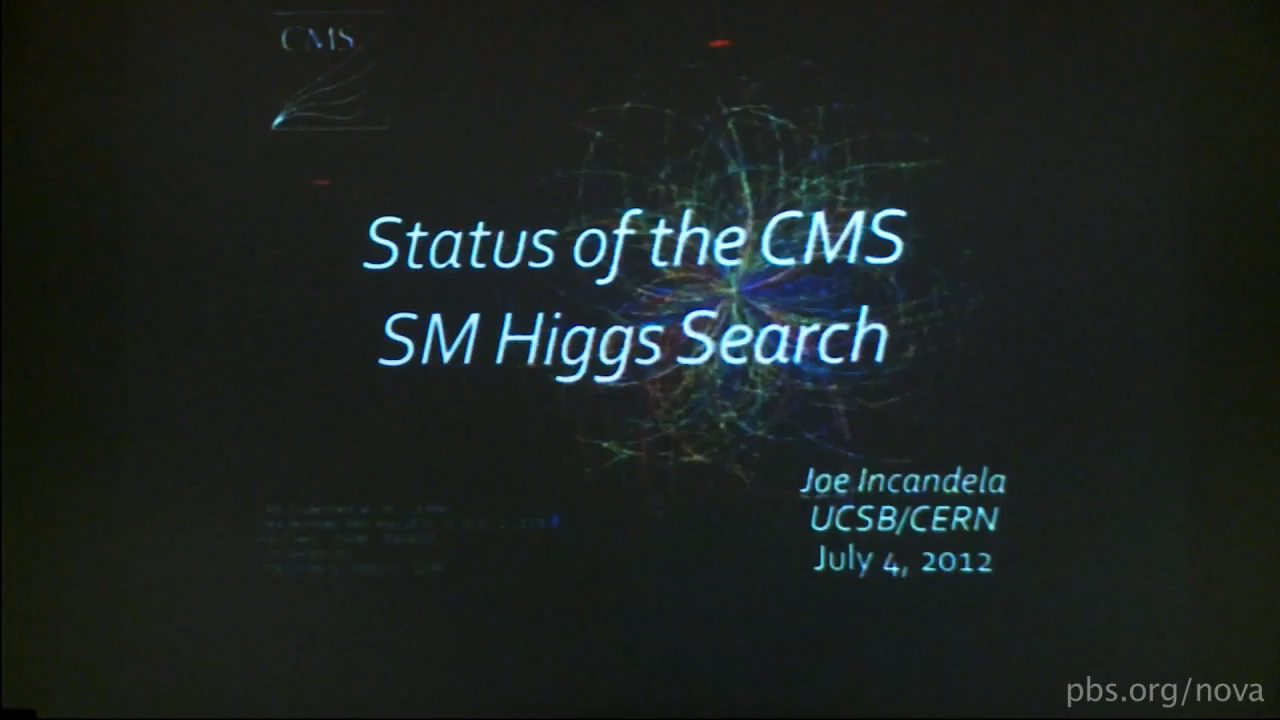 CMS
Status of the CMS
SM Higgs Search
Joe Incandela
UCSB/CERN
July 4, 2012
pbs.org/nova